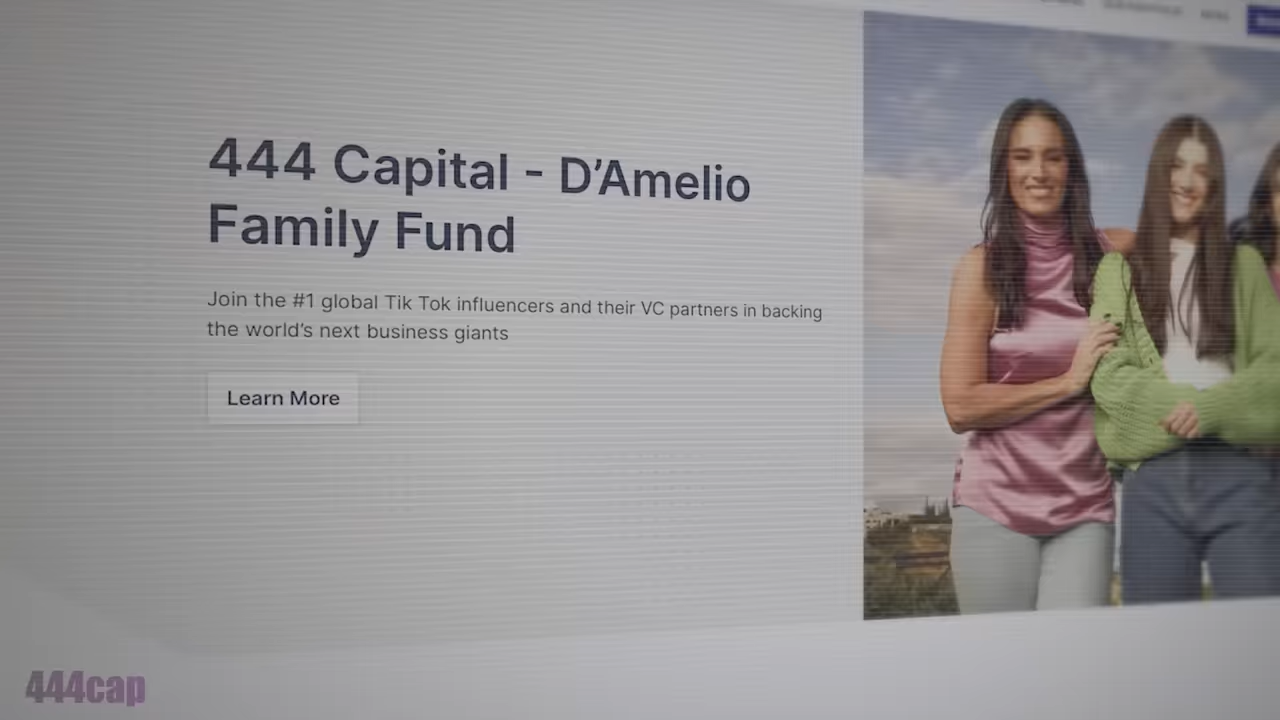 444 Capital - D'Amelio
Family Fund
Join the #1 global Tik Tok influencers and their VC partners in backing
the world's next business giants
Learn More
444cap